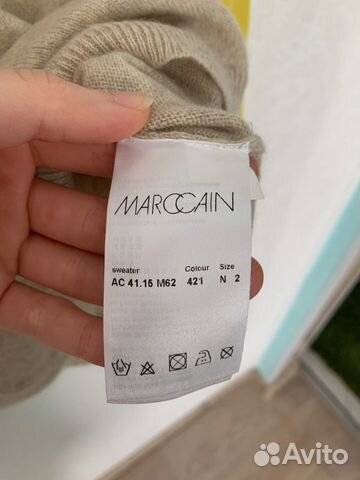 MARCCAIN
sweater Colour Size
AC 41.15 M62 421 N 2
Avito